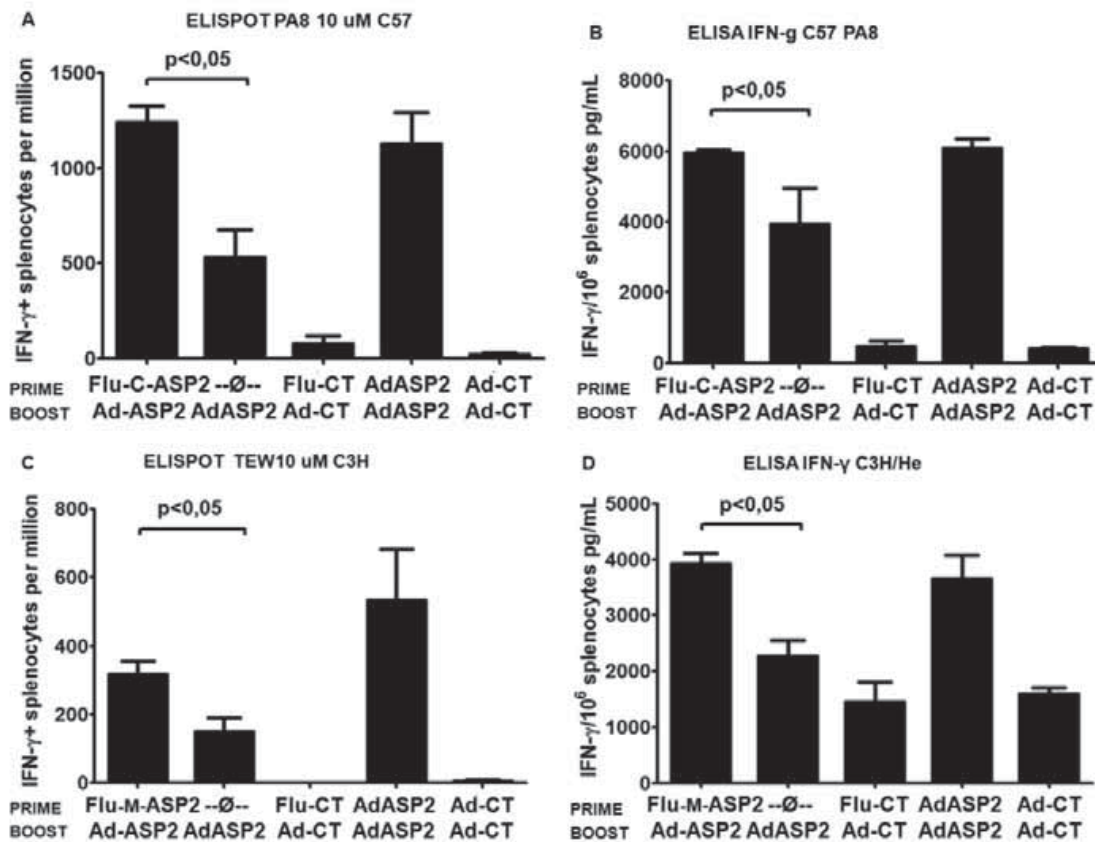 A
ELISPOT PA8 10 uM C57
p<0,05
IFN-γ+ splenocytes per million
1500
1000
500
0
PRIME Flu-C-ASP2 --Ø-- Flu-CT AdASP2 Ad-CT
BOOST Ad-ASP2 AdASP2 Ad-CT AdASP2 Ad-CT
B
ELISA IFN-g C57 PA8
p<0,05
IFN-γ/10⁶ splenocytes pg/mL
8000
6000
4000
2000
0
PRIME Flu-C-ASP2 --Ø-- Flu-CT AdASP2 Ad-CT
BOOST Ad-ASP2 AdASP2 Ad-CT AdASP2 Ad-CT
C
ELISPOT TEW10 uM C3H
p<0,05
IFN-γ+ splenocytes per million
800
600
400
200
0
PRIME Flu-M-ASP2 --Ø-- Flu-CT AdASP2 Ad-CT
BOOST Ad-ASP2 AdASP2 Ad-CT AdASP2 Ad-CT
D
ELISA IFN-γ C3H/He
p<0,05
IFN-γ/10⁶ splenocytes pg/mL
5000
4000
3000
2000
1000
0
PRIME Flu-M-ASP2 --Ø-- Flu-CT AdASP2 Ad-CT
BOOST Ad-ASP2 AdASP2 Ad-CT AdASP2 Ad-CT